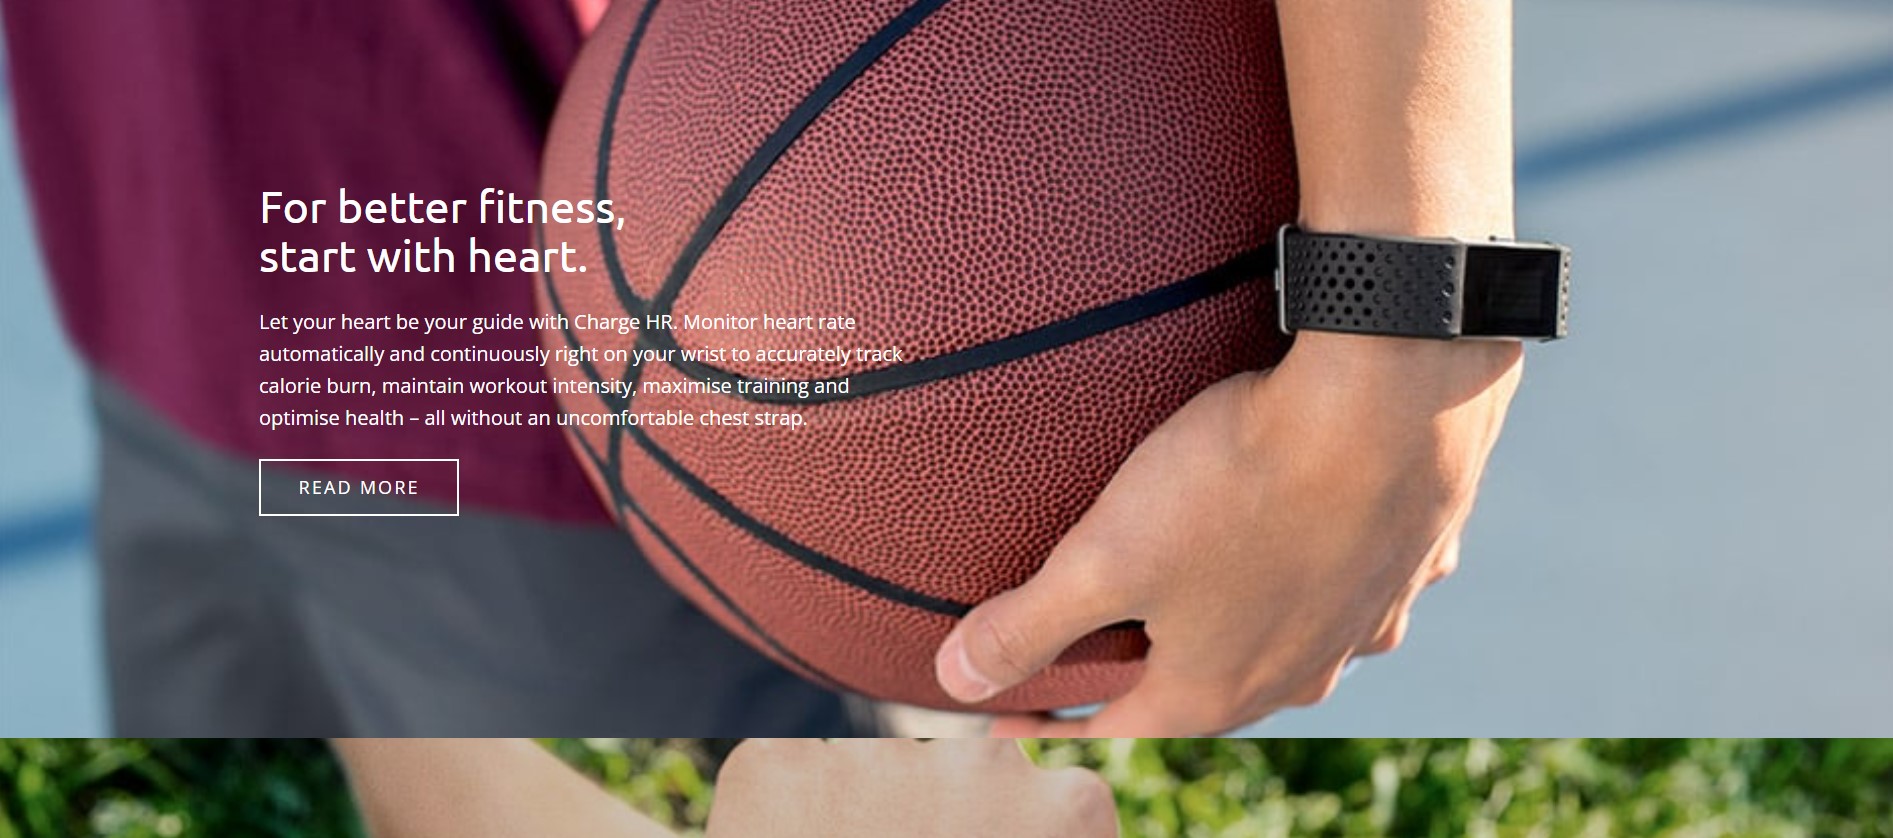 For better fitness,
start with heart.
Let your heart be your guide with Charge HR. Monitor heart rate
automatically and continuously right on your wrist to accurately track
calorie burn, maintain workout intensity, maximise training and
optimise health – all without an uncomfortable chest strap.
READ MORE